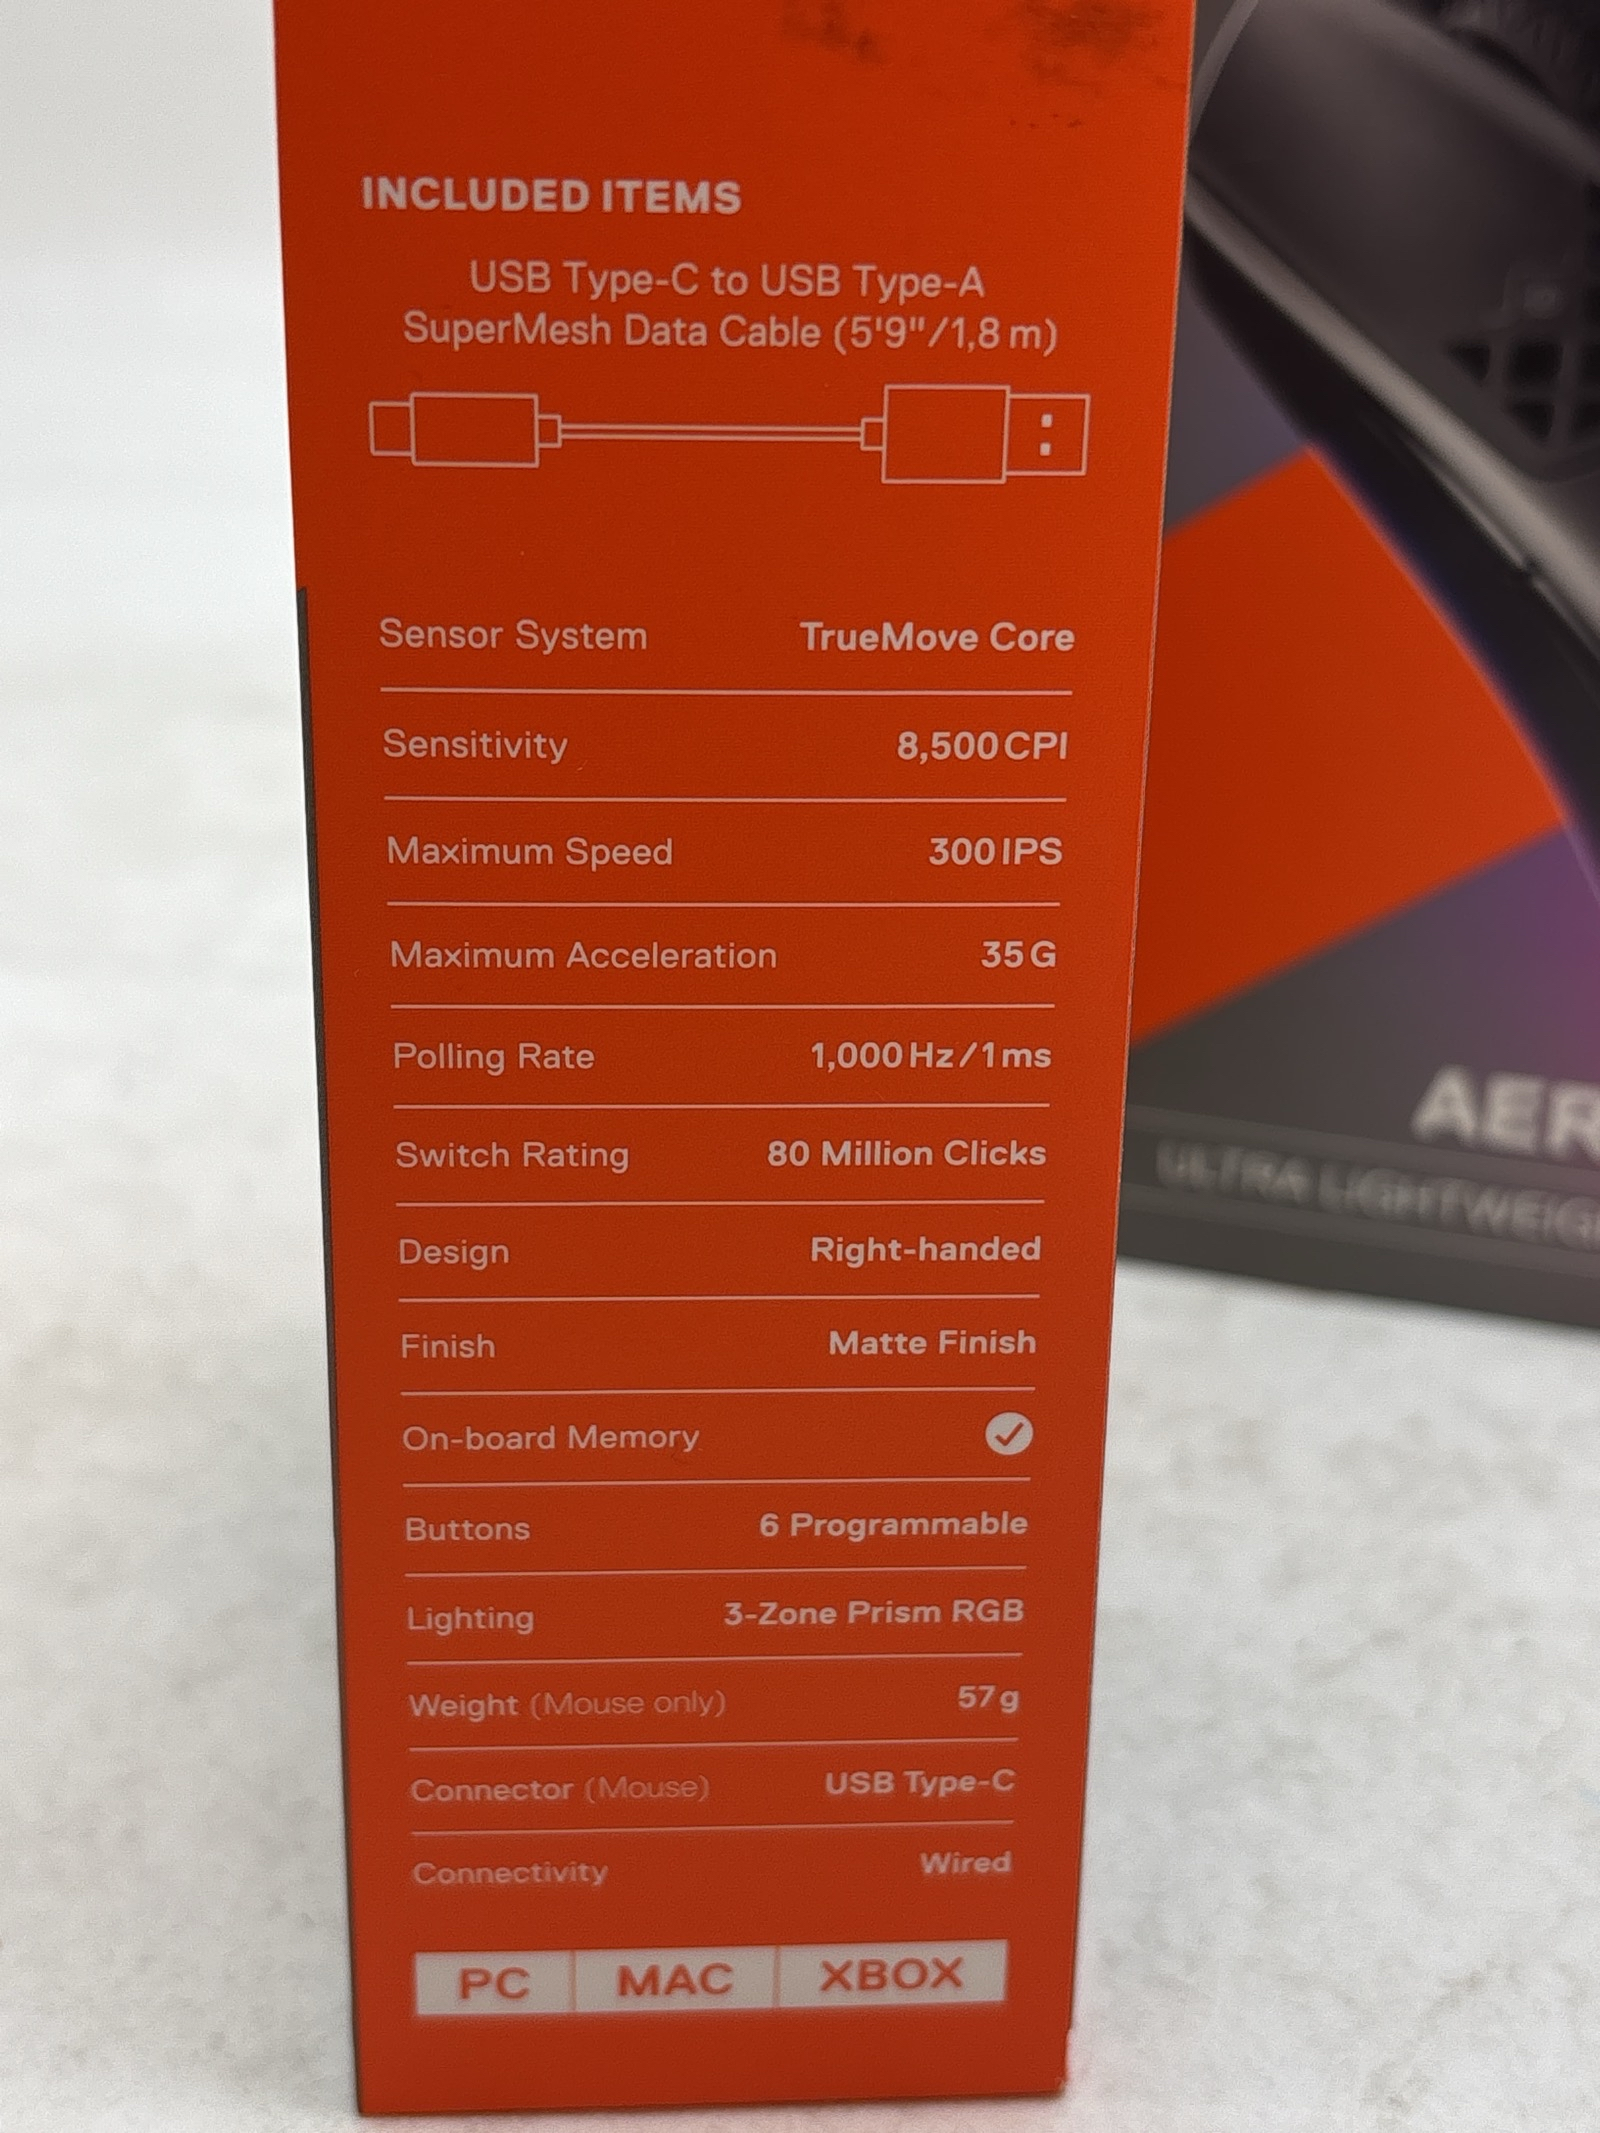 INCLUDED ITEMS
USB Type-C to USB Type-A
SuperMesh Data Cable (5'9"/1,8 m)
Sensor System TrueMove Core
Sensitivity 8,500 CPI
Maximum Speed 300 IPS
Maximum Acceleration 35 G
Polling Rate 1,000 Hz/1 ms
Switch Rating 80 Million Clicks
Design Right-handed
Finish Matte Finish
On-board Memory
Buttons 6 Programmable
Lighting 3-Zone Prism RGB
Weight (Mouse only) 57 g
Connector (Mouse) USB Type-C
Connectivity Wired
PC MAC XBOX
AER
ULTRA LIGHTWEIG